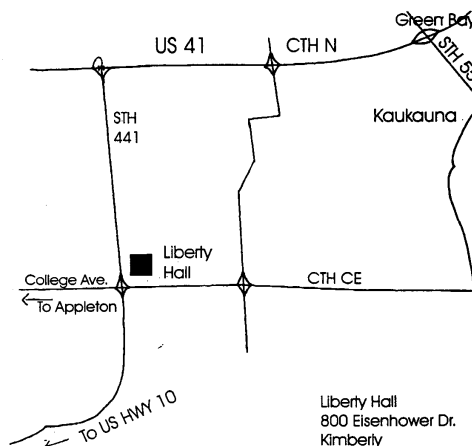 Green Bay
US 41
CTH N
STH 55
STH
441
Kaukauna
Liberty
Hall
College Ave.
CTH CE
To Appleton
To US HWY 10
Liberty Hall
800 Eisenhower Dr.
Kimberly